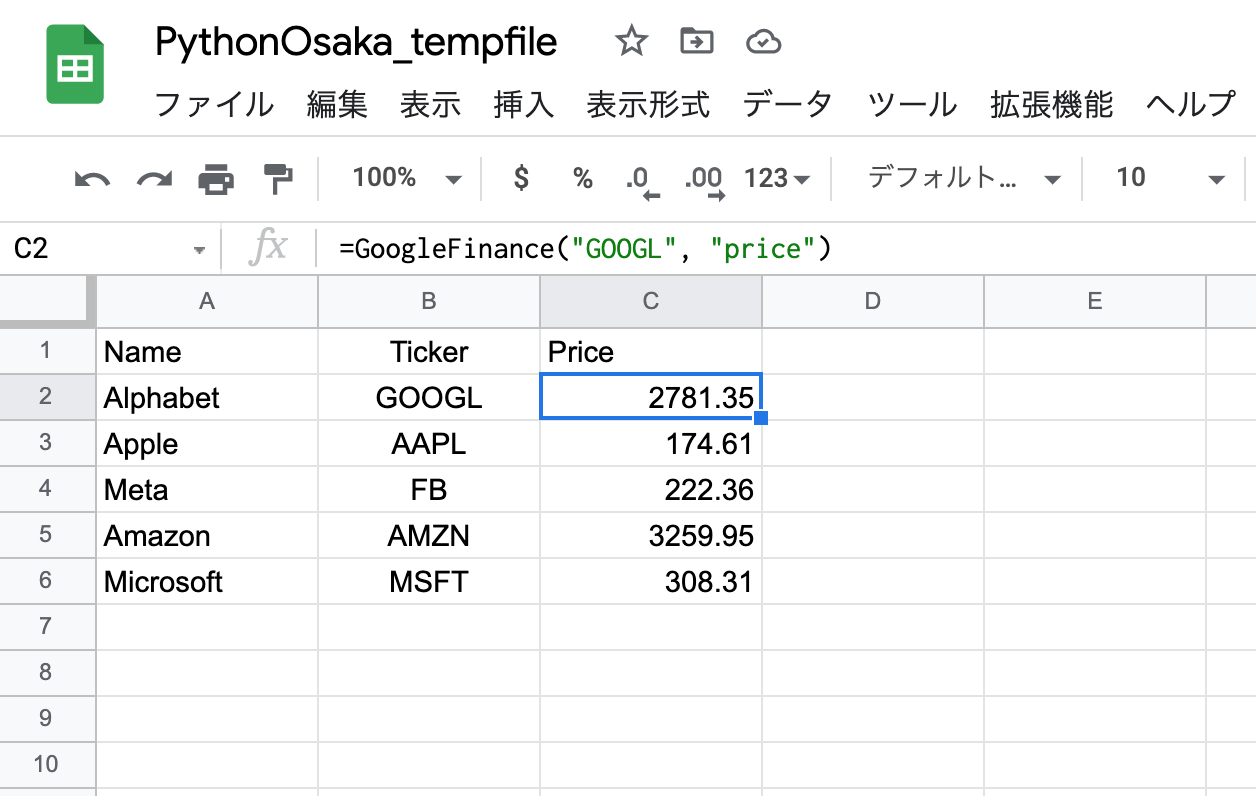 PythonOsaka_tempfile
ファイル 編集 表示 挿入 表示形式 データ ツール 拡張機能 ヘルプ
100% $ % .0 .00 123 デフォルト... 10
C2 fx =GoogleFinance("GOOGL", "price")
A B C D E
1 Name Ticker Price
2 Alphabet GOOGL 2781.35
3 Apple AAPL 174.61
4 Meta FB 222.36
5 Amazon AMZN 3259.95
6 Microsoft MSFT 308.31
7
8
9
10